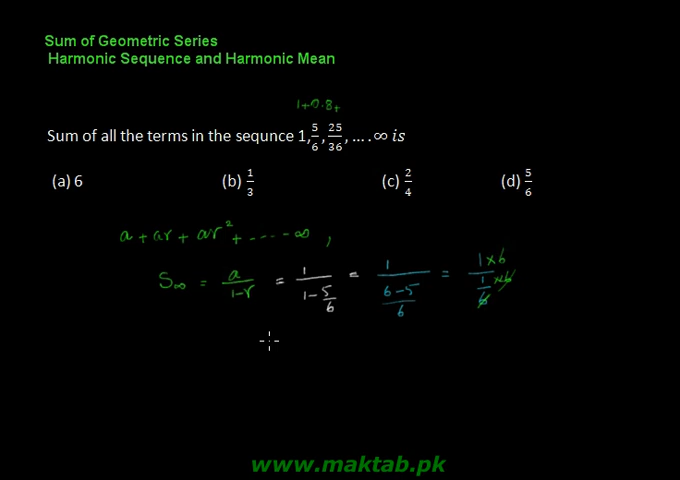 Sum of Geometric Series
Harmonic Sequence and Harmonic Mean
1+0.8+
Sum of all the terms in the sequnce 1, 5/6, 25/36, .... ∞ is
(a) 6 (b) 1/3 (c) 2/4 (d) 5/6
a + ar + ar² + ----- ∞ ,
S∞ = a/(1-r) = 1/(1 - 5/6) = 1/((6-5)/6) = (1×6)/(1/6 ×6)
www.maktab.pk